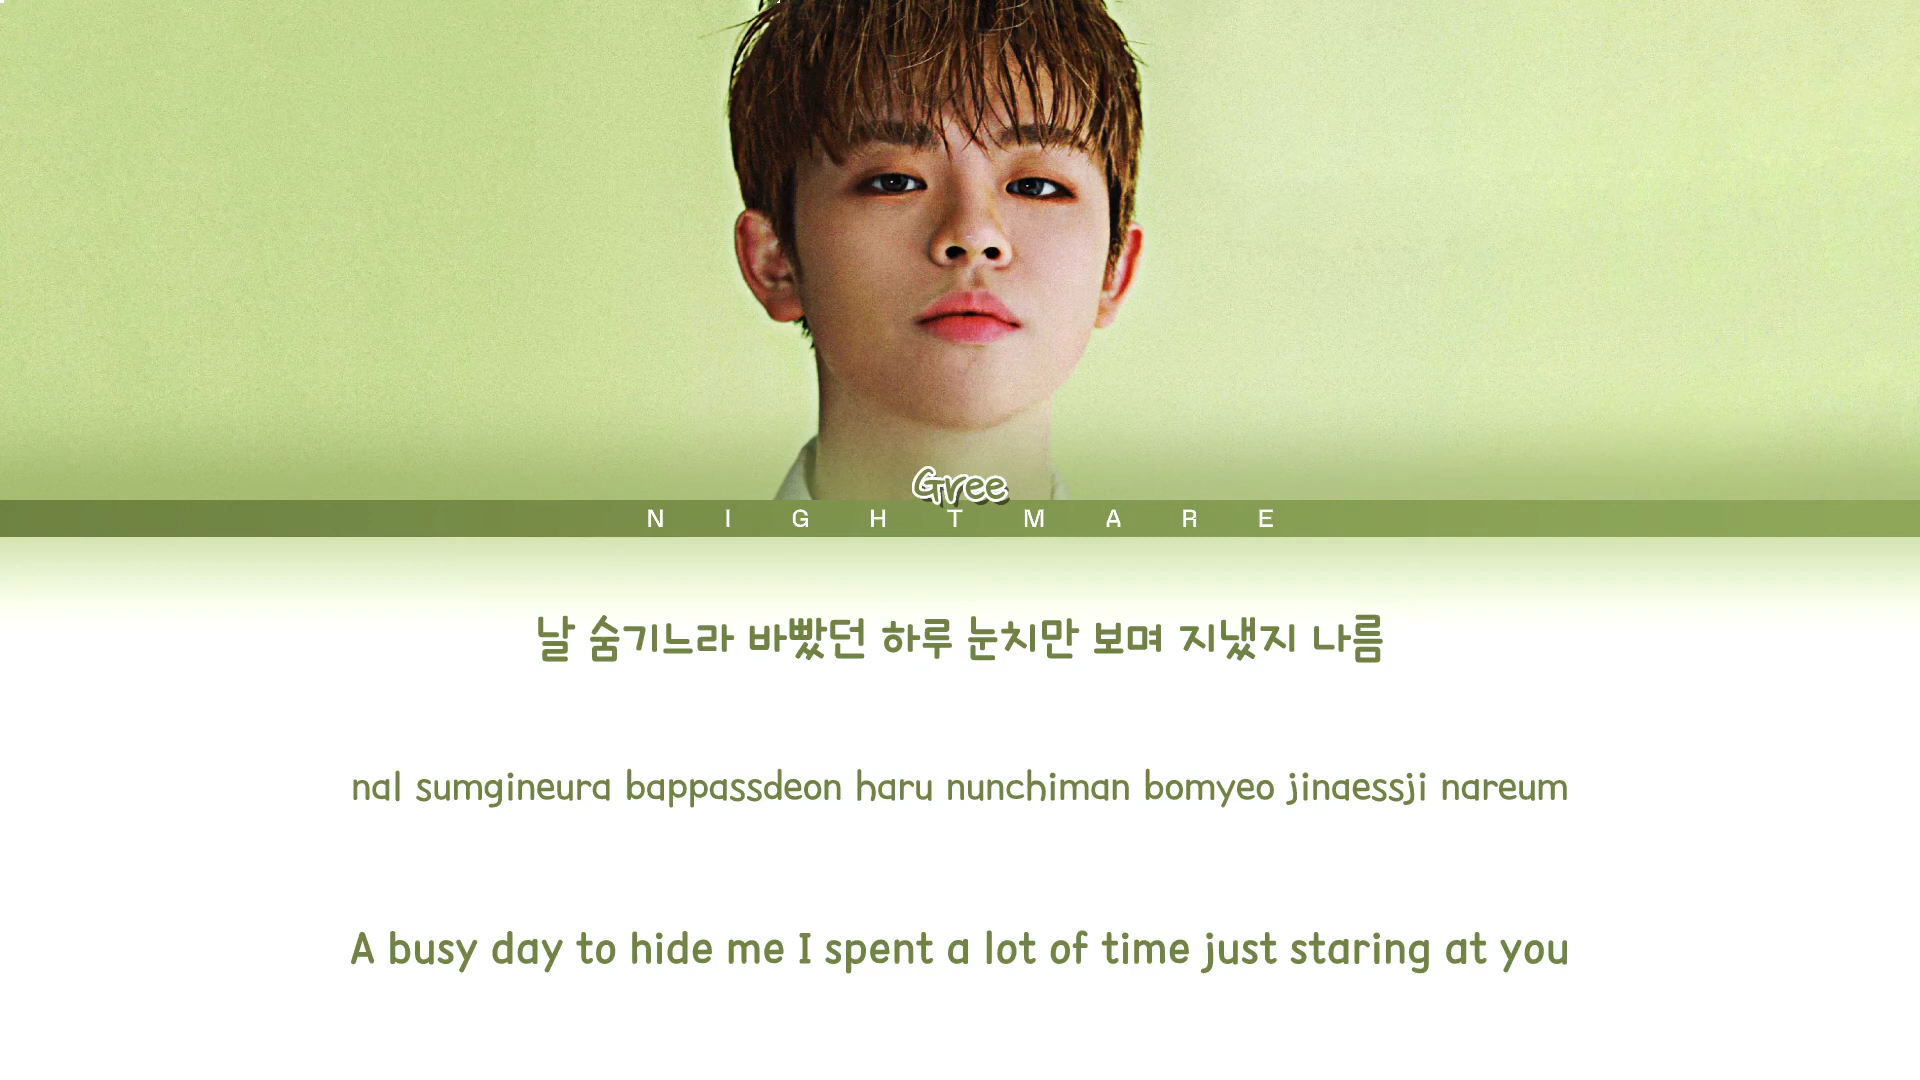 Gree
NIGHTMARE
날 숨기느라 바빴던 하루 눈치만 보며 지냈지 나름
nal sumgineura bappassdeon haru nunchiman bomyeo jinaessji nareum
A busy day to hide me I spent a lot of time just staring at you